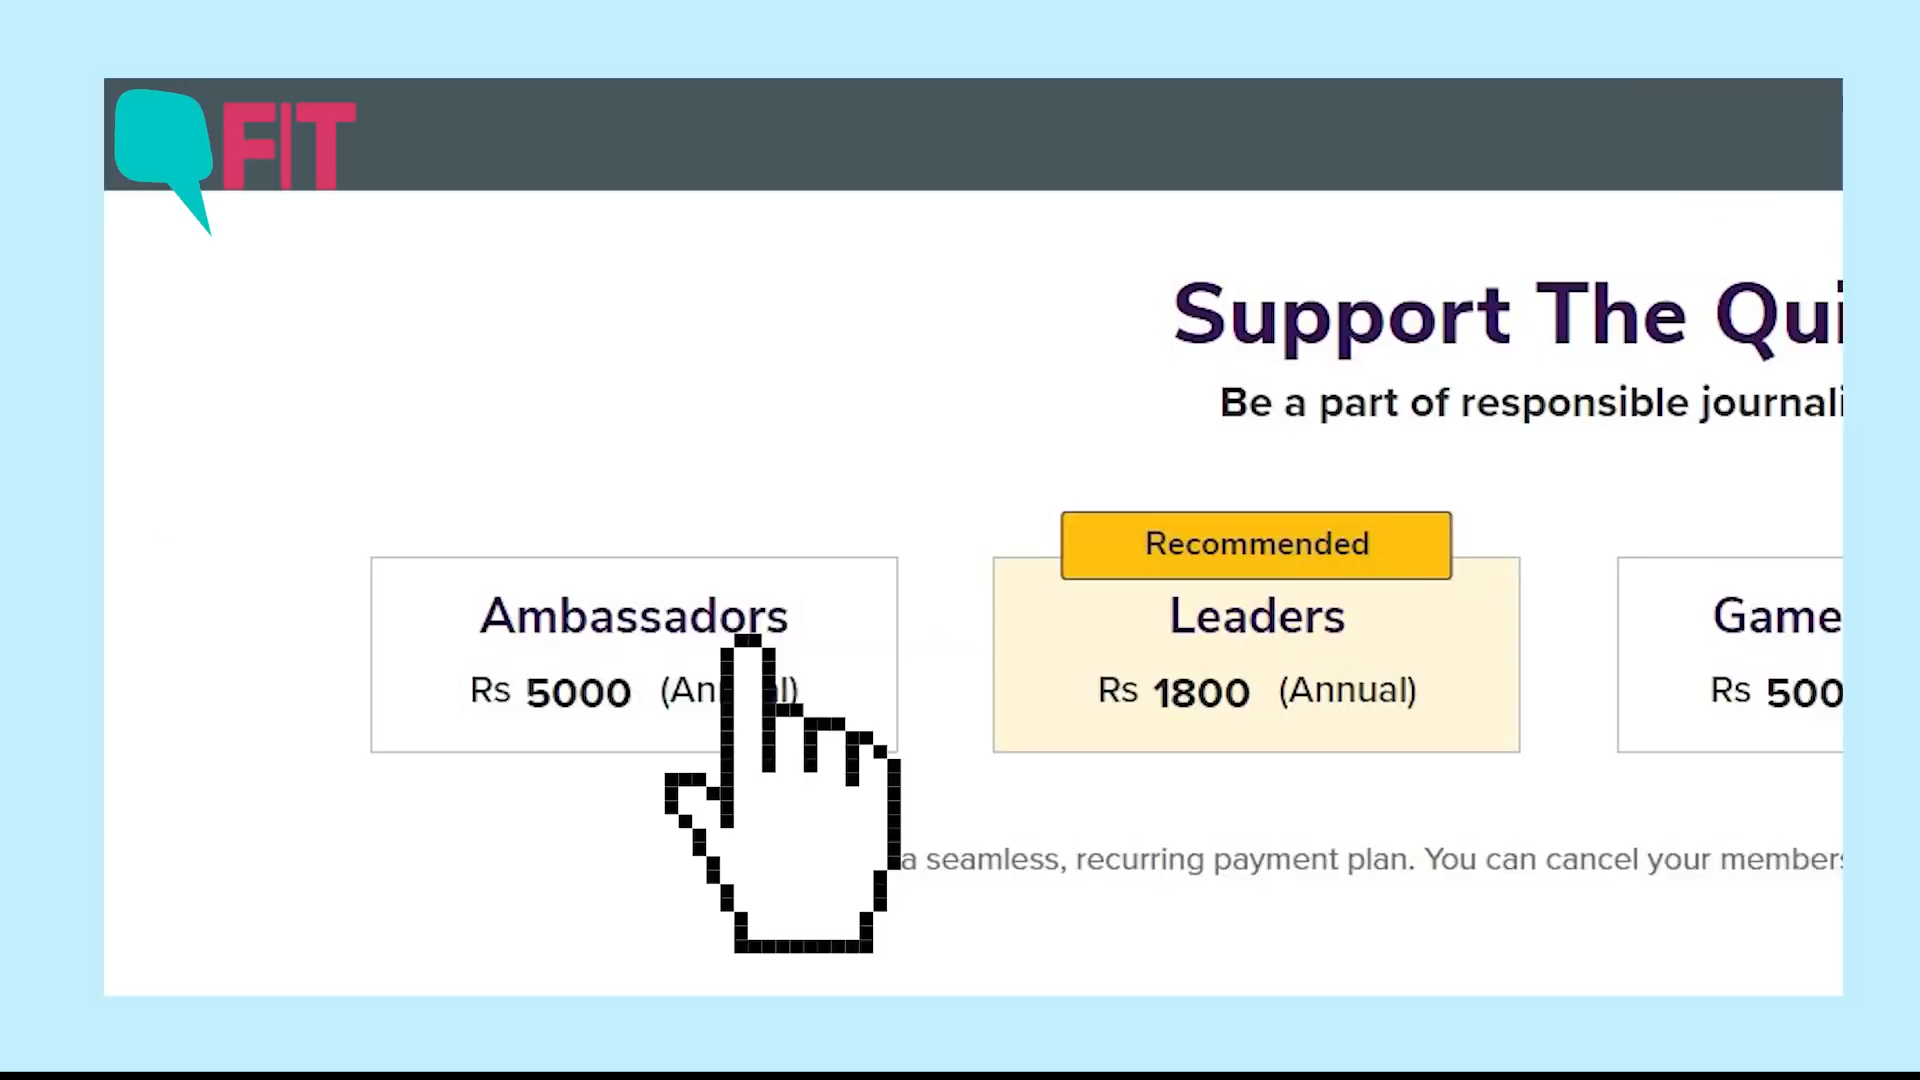 FIT
Support The Qui
Be a part of responsible journali
Recommended
Ambassadors
Rs 5000
Leaders
Rs 1800 (Annual)
Game
Rs 500
a seamless, recurring payment plan. You can cancel your members